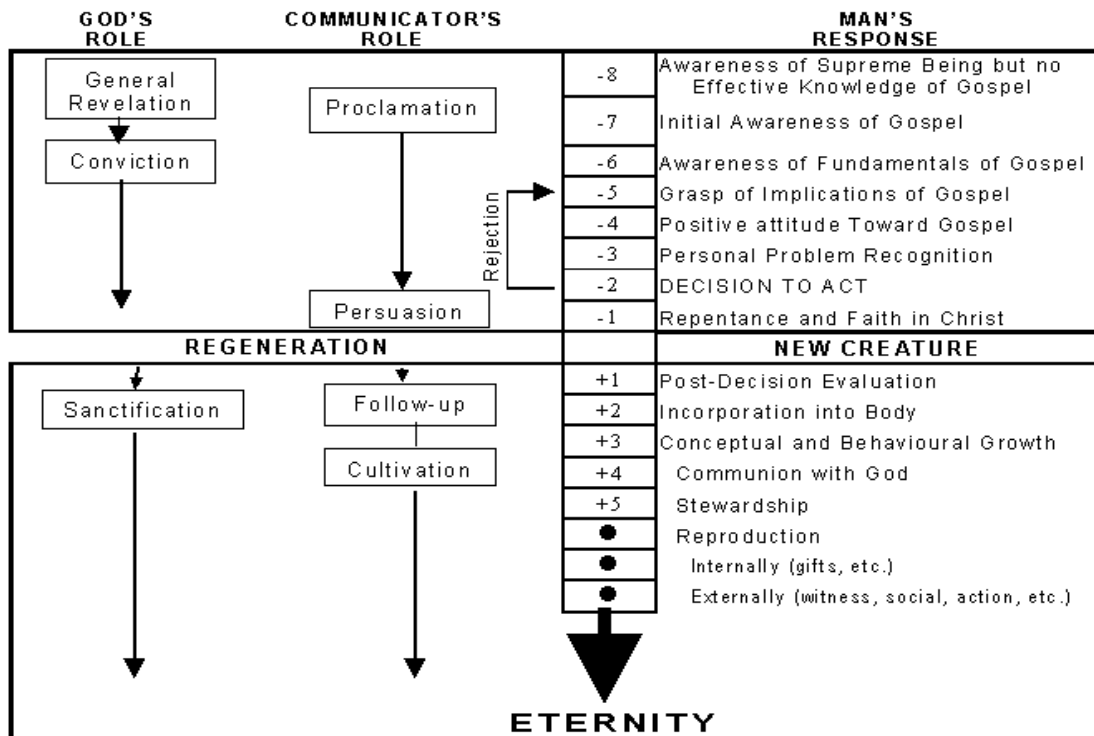 GOD'S
ROLE
COMMUNICATOR'S
ROLE
MAN'S
RESPONSE
General
Revelation
Conviction
Proclamation
Persuasion
Rejection
-8 Awareness of Supreme Being but no
Effective Knowledge of Gospel
-7 Initial Awareness of Gospel
-6 Awareness of Fundamentals of Gospel
-5 Grasp of Implications of Gospel
-4 Positive attitude Toward Gospel
-3 Personal Problem Recognition
-2 DECISION TO ACT
-1 Repentance and Faith in Christ
REGENERATION
NEW CREATURE
Sanctification
Follow-up
Cultivation
+1 Post-Decision Evaluation
+2 Incorporation into Body
+3 Conceptual and Behavioural Growth
+4 Communion with God
+5 Stewardship
● Reproduction
● Internally (gifts, etc.)
● Externally (witness, social, action, etc.)
ETERNITY